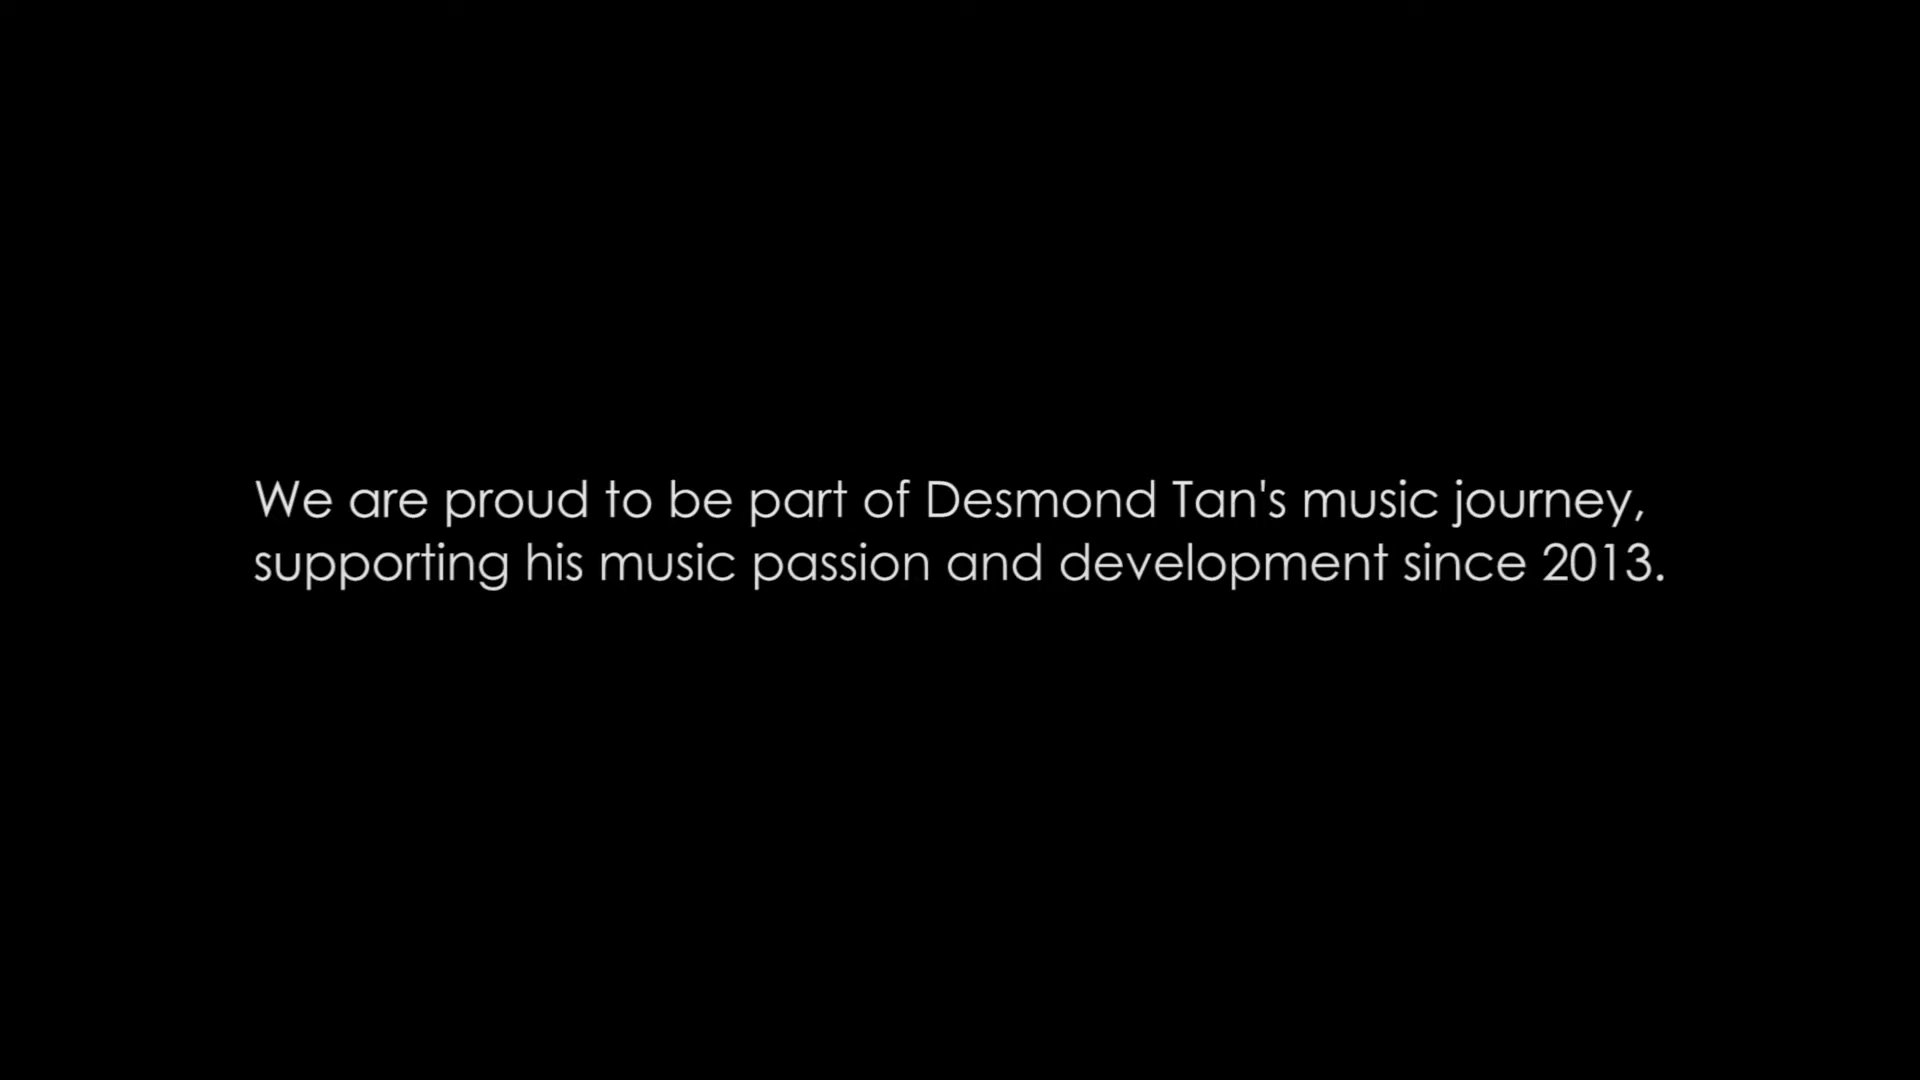 We are proud to be part of Desmond Tan's music journey,
supporting his music passion and development since 2013.